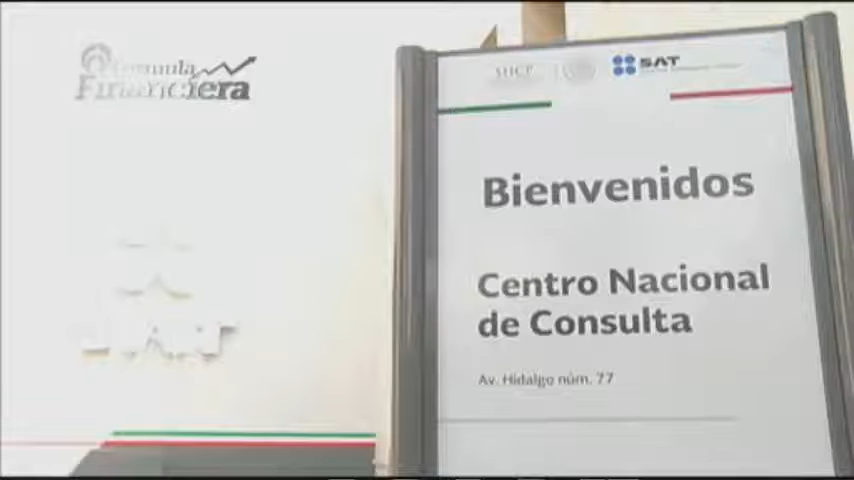 Fórmula
Financiera
SHCP
SAT
Bienvenidos
Centro Nacional
de Consulta
Av. Hidalgo núm. 77